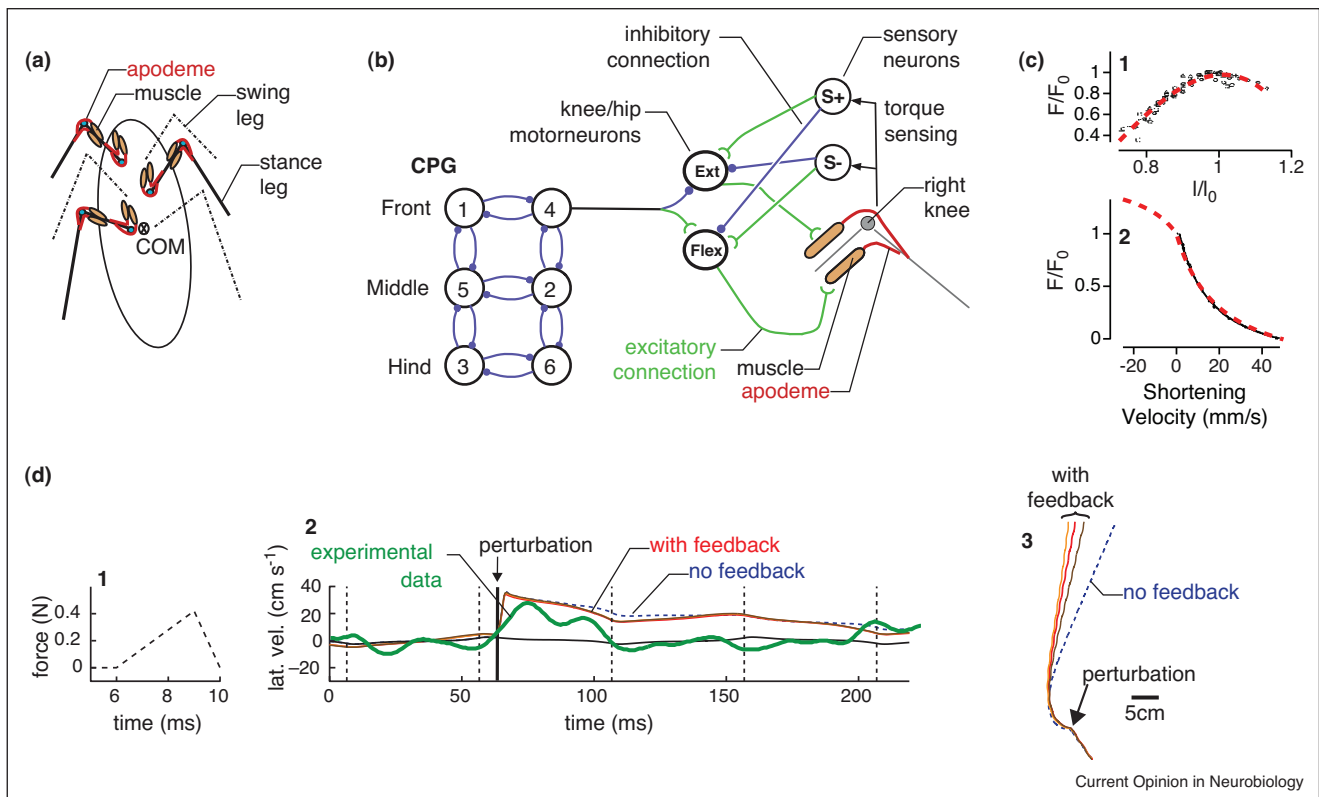 (a)
apodeme
muscle
swing
leg
stance
leg
COM
(b)
inhibitory
connection
sensory
neurons
knee/hip
motorneurons
S+
torque
sensing
CPG
Ext
S-
right
knee
Front
1
4
Flex
Middle
5
2
Hind
3
6
excitatory
connection
muscle
apodeme
(c)
1
F/F0
1
0.8
0.6
0.4
0.8
1
1.2
l/l0
2
F/F0
1
0.5
0
-20
0
20
40
Shortening
Velocity (mm/s)
(d)
1
force (N)
0.4
0.2
0
6
8
10
time (ms)
2
experimental
data
perturbation
with feedback
no feedback
lat. vel. (cm s-1)
40
20
0
−20
0
50
100
150
200
time (ms)
with
feedback
3
no feedback
perturbation
5cm
Current Opinion in Neurobiology